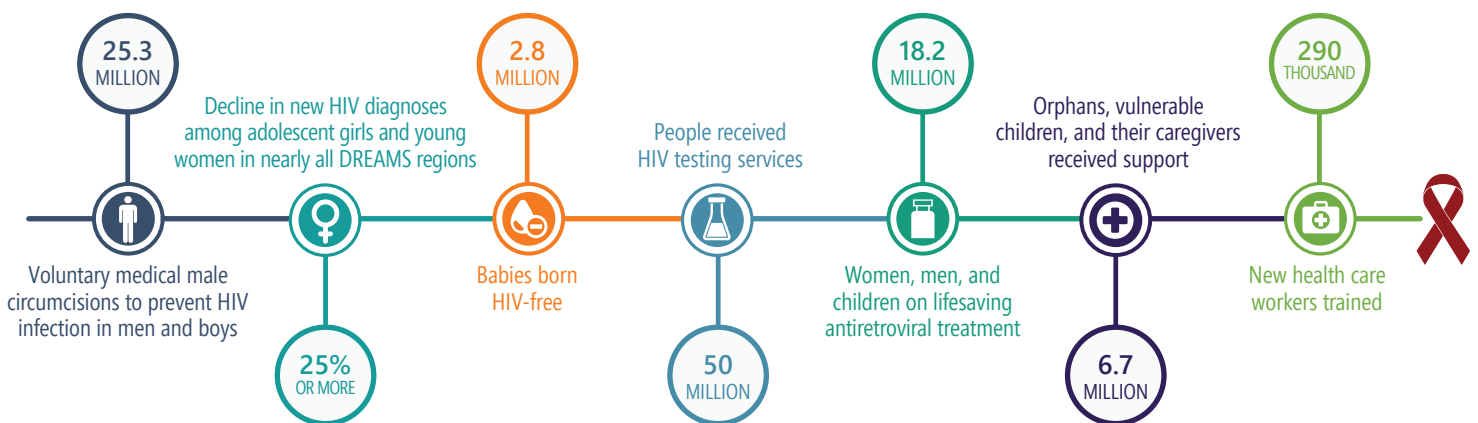 25.3
MILLION
Voluntary medical male
circumcisions to prevent HIV
infection in men and boys
Decline in new HIV diagnoses
among adolescent girls and young
women in nearly all DREAMS regions
25%
OR MORE
2.8
MILLION
Babies born
HIV-free
People received
HIV testing services
50
MILLION
18.2
MILLION
Women, men, and
children on lifesaving
antiretroviral treatment
Orphans, vulnerable
children, and their caregivers
received support
6.7
MILLION
290
THOUSAND
New health care
workers trained